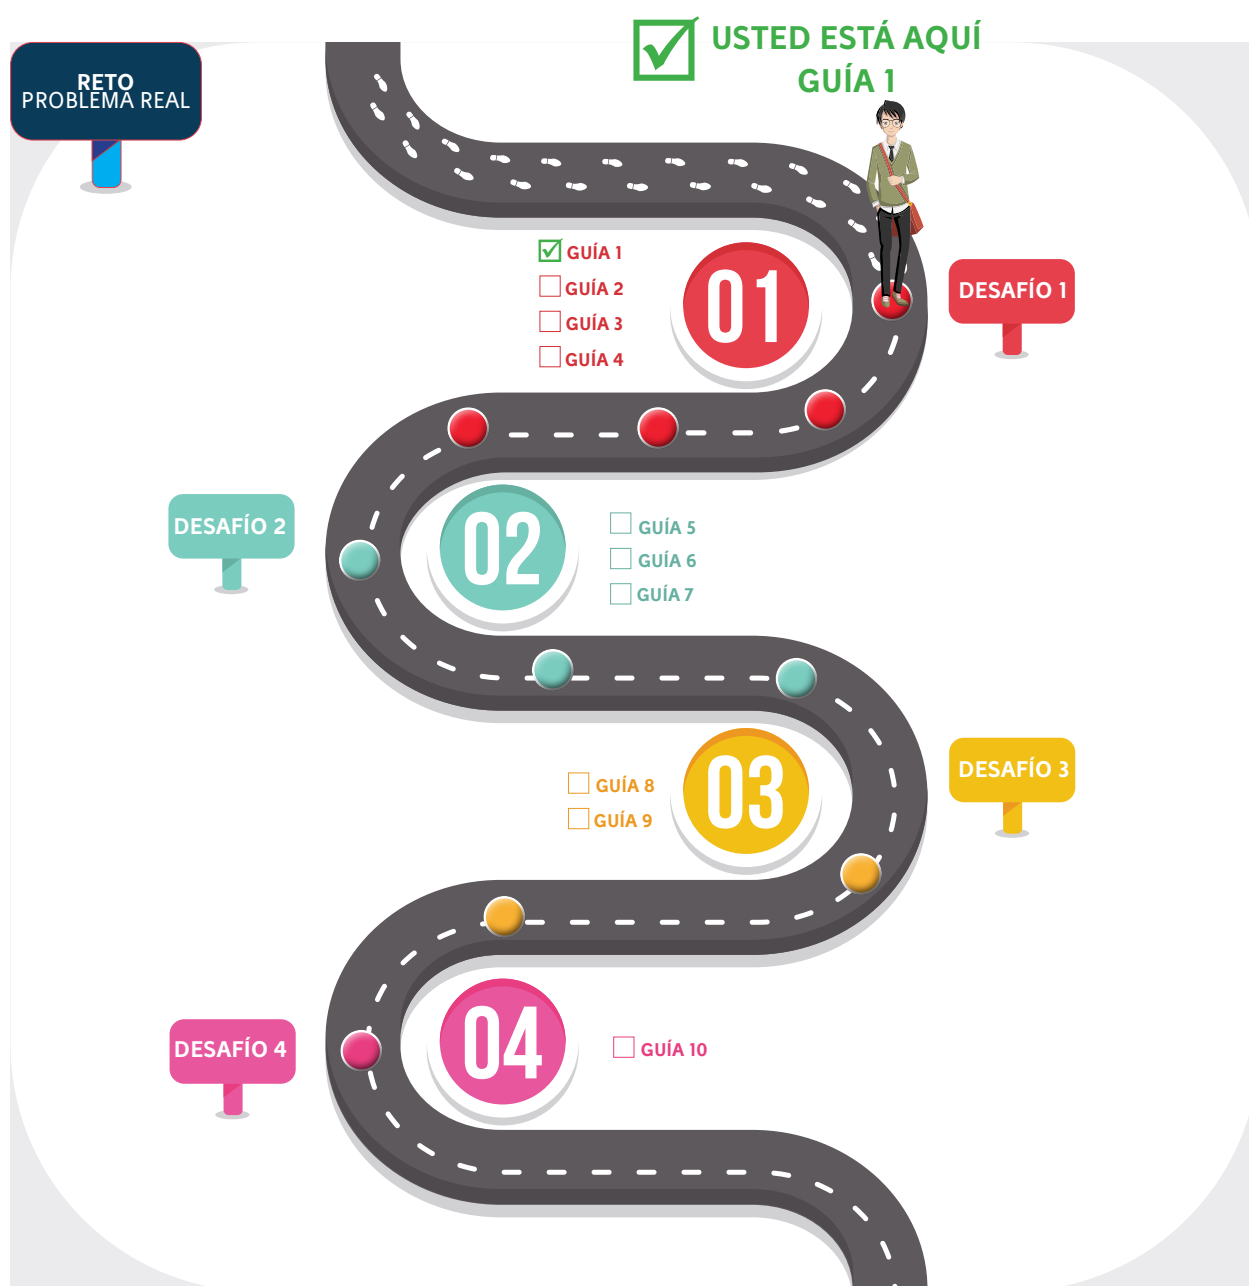 USTED ESTÁ AQUÍ
GUÍA 1
RETO
PROBLEMA REAL
GUÍA 1
GUÍA 2
GUÍA 3
GUÍA 4
01
DESAFÍO 1
DESAFÍO 2
02
GUÍA 5
GUÍA 6
GUÍA 7
GUÍA 8
GUÍA 9
03
DESAFÍO 3
DESAFÍO 4
04
GUÍA 10